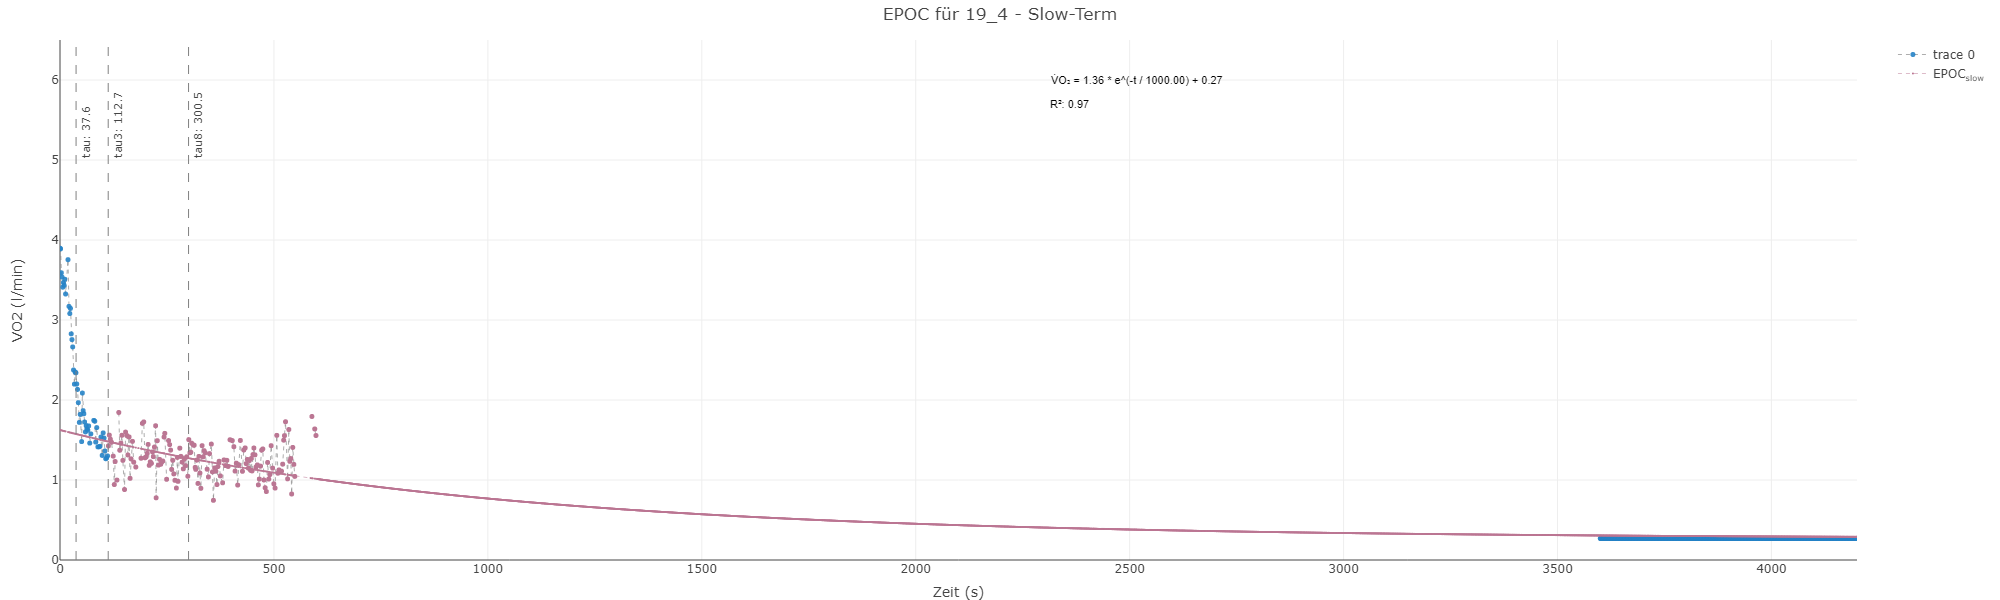 EPOC für 19_4 - Slow-Term
trace 0
EPOCslow
V̇O₂ = 1.36 * e^(-t / 1000.00) + 0.27
R²: 0.97
tau: 37.6
tau3: 112.7
tau8: 300.5
VO2 (l/min)
6
5
4
3
2
1
0
0 500 1000 1500 2000 2500 3000 3500 4000
Zeit (s)